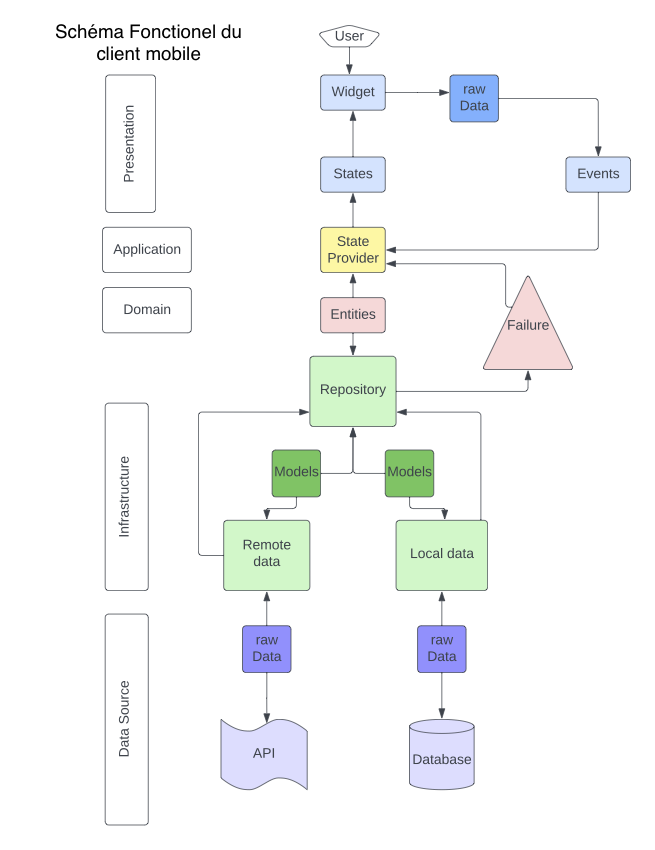 Schéma Fonctionel du
client mobile
User
Widget
raw
Data
Presentation
States
Events
Application
State
Provider
Domain
Entities
Failure
Repository
Infrastructure
Models
Models
Remote
data
Local data
raw
Data
raw
Data
Data Source
API
Database